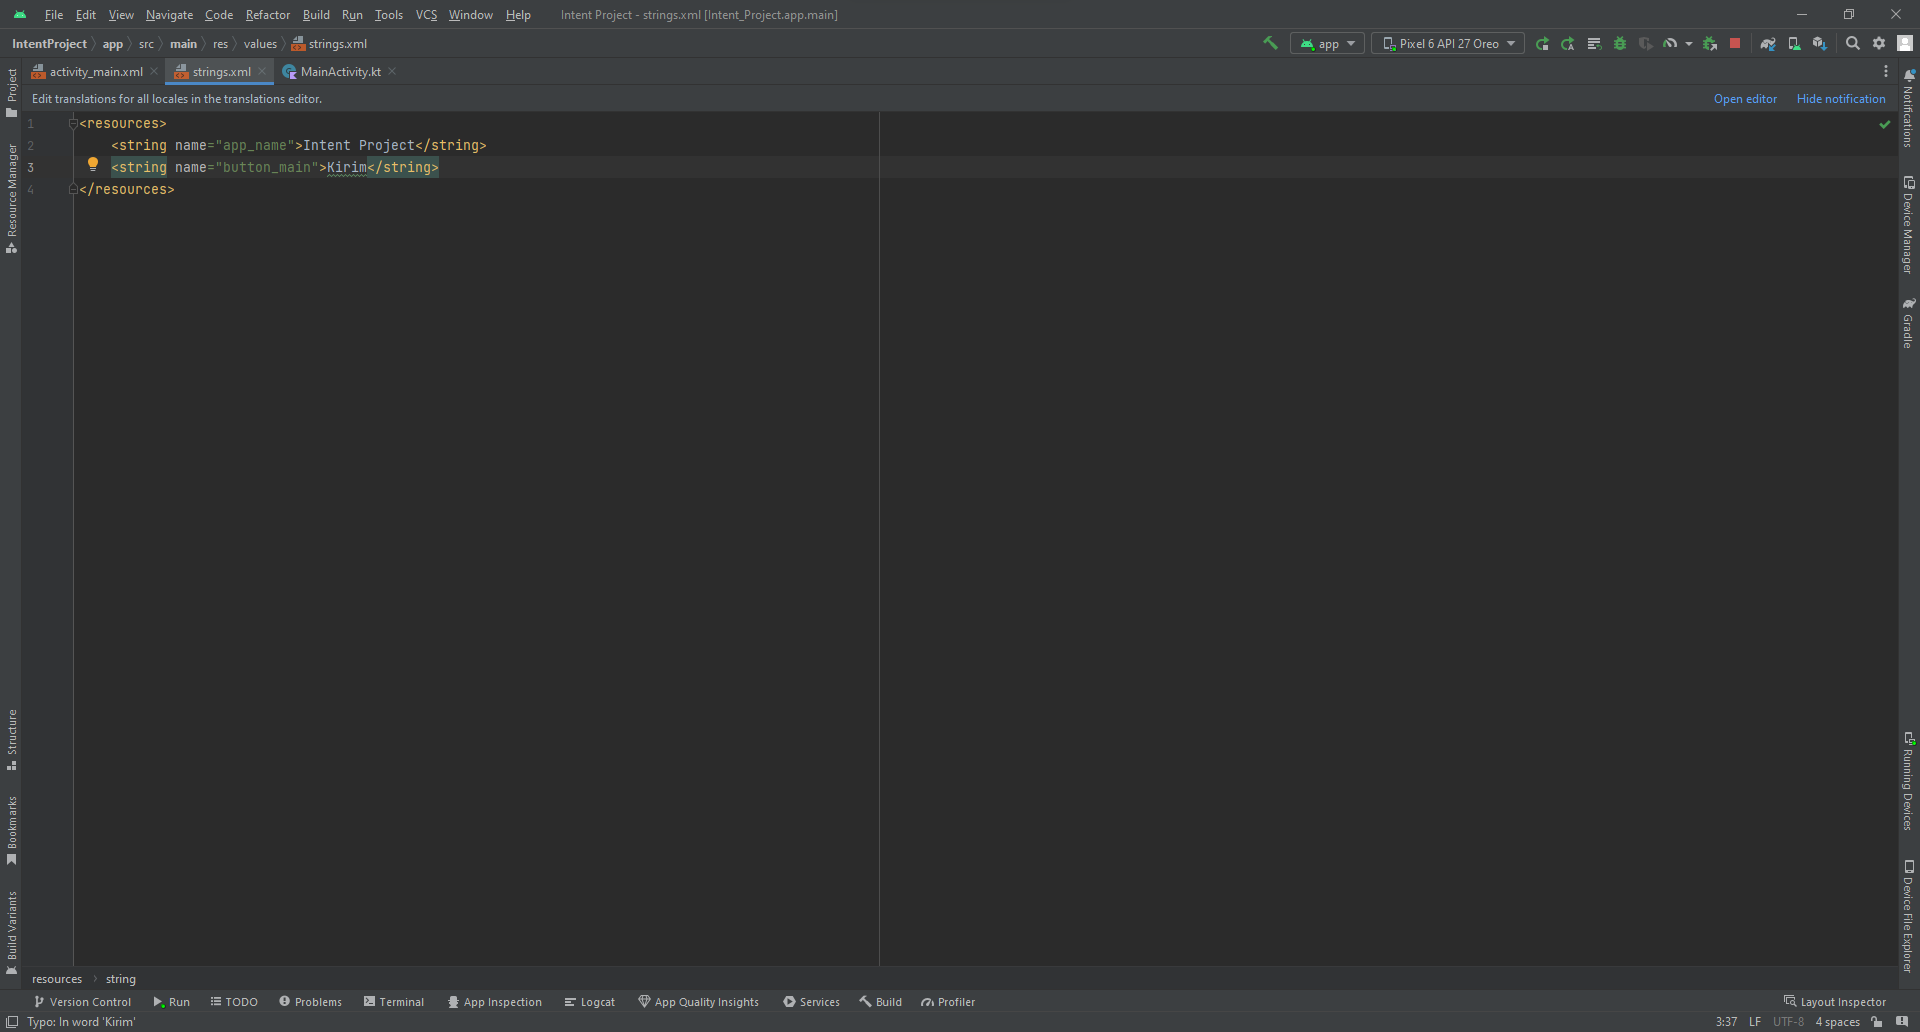 File Edit View Navigate Code Refactor Build Run Tools VCS Window Help Intent Project - strings.xml [Intent_Project.app.main]
IntentProject app src main res values strings.xml app Pixel 6 API 27 Oreo
activity_main.xml strings.xml MainActivity.kt
Edit translations for all locales in the translations editor. Open editor Hide notification
1 <resources>
2 <string name="app_name">Intent Project</string>
3 <string name="button_main">Kirim</string>
4 </resources>
Project
Resource Manager
Structure
Bookmarks
Build Variants
Notifications
Device Manager
Gradle
Running Devices
Device File Explorer
resources string
Version Control Run TODO Problems Terminal App Inspection Logcat App Quality Insights Services Build Profiler Layout Inspector
Typo: In word 'Kirim' 3:37 LF UTF-8 4 spaces